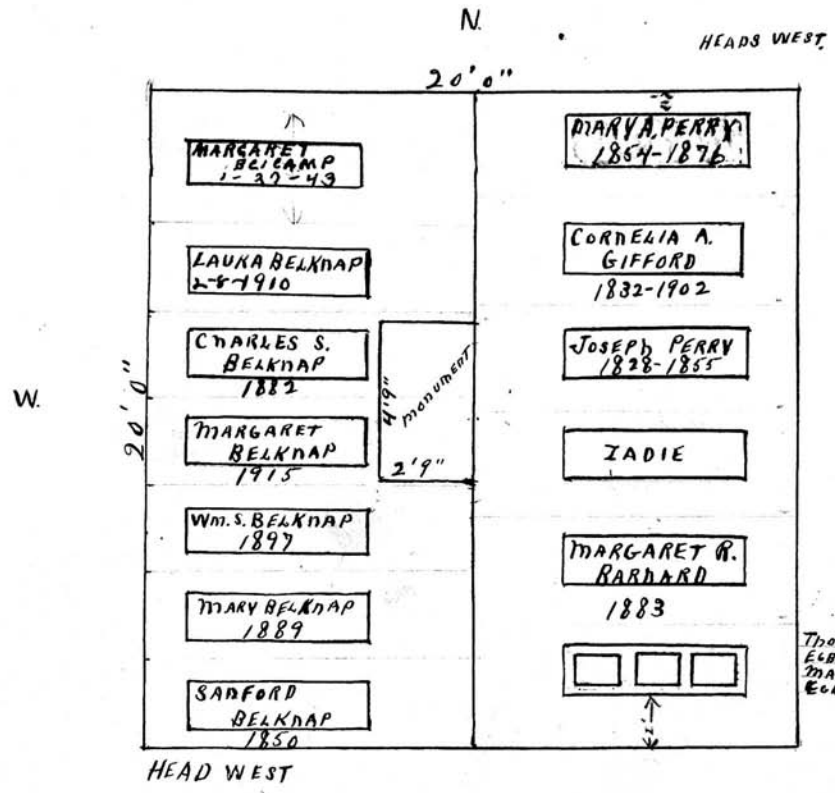 N.
HEADS WEST.
20'0"
MARGARET
BELCAMP
1-27-43
LAURA BELKNAP
2-8-1910
CHARLES S.
BELKNAP
1882
MARGARET
BELKNAP
1915
Wm. S. BELKNAP
1897
MARY BELKNAP
1889
SANFORD
BELKNAP
1850
HEAD WEST
W.
20'0"
4'9"
monument
2'9"
MARY A. PERRY
1854-1876
CORNELIA A.
GIFFORD
1832-1902
JOSEPH PERRY
1828-1855
ZADIE
MARGARET R.
BARNARD
1883
2'